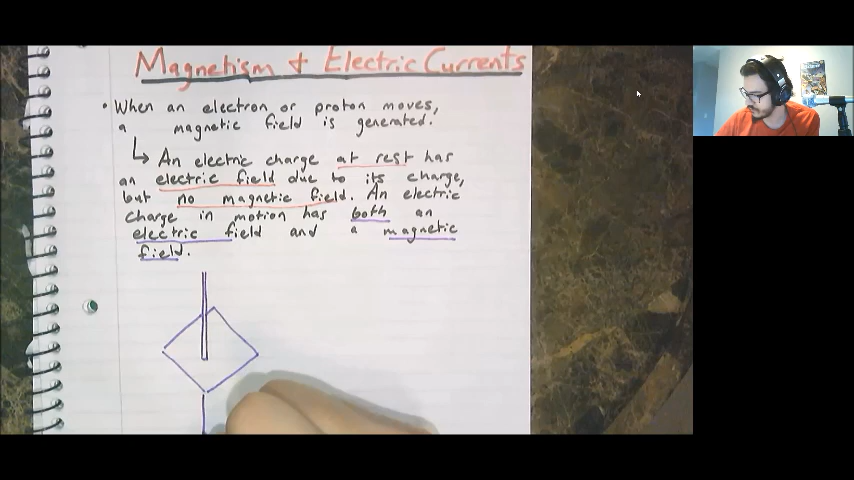 Magnetism + Electric Currents
• When an electron or proton moves,
a magnetic field is generated.
↳ An electric charge at rest has
an electric field due to its charge,
but no magnetic field. An electric
charge in motion has both an
electric field and a magnetic
field.